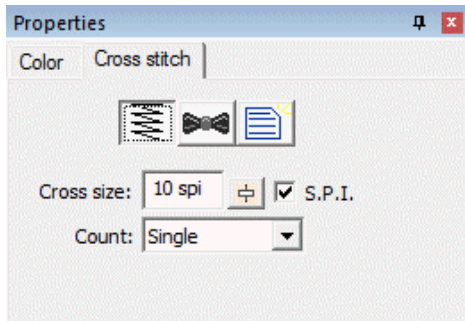 Properties
Color Cross stitch
Cross size: 10 spi S.P.I.
Count: Single